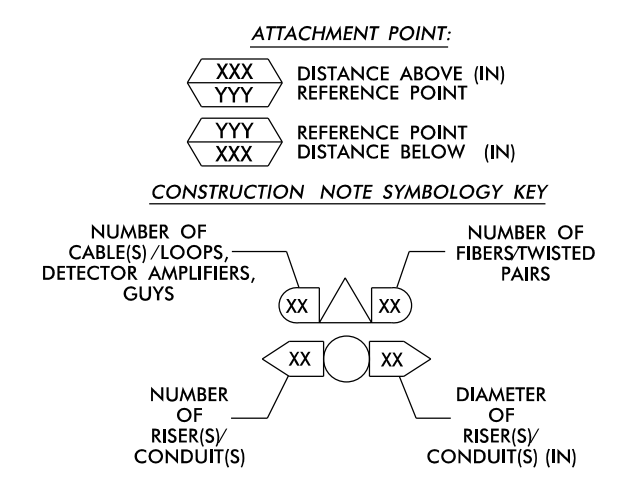 ATTACHMENT POINT:
XXX
YYY
DISTANCE ABOVE (IN)
REFERENCE POINT
YYY
XXX
REFERENCE POINT
DISTANCE BELOW (IN)
CONSTRUCTION NOTE SYMBOLOGY KEY
NUMBER OF
CABLE(S)/LOOPS,
DETECTOR AMPLIFIERS,
GUYS
NUMBER OF
FIBERS/TWISTED
PAIRS
XX
XX
XX
XX
NUMBER
OF
RISER(S)/
CONDUIT(S)
DIAMETER
OF
RISER(S)/
CONDUIT(S) (IN)